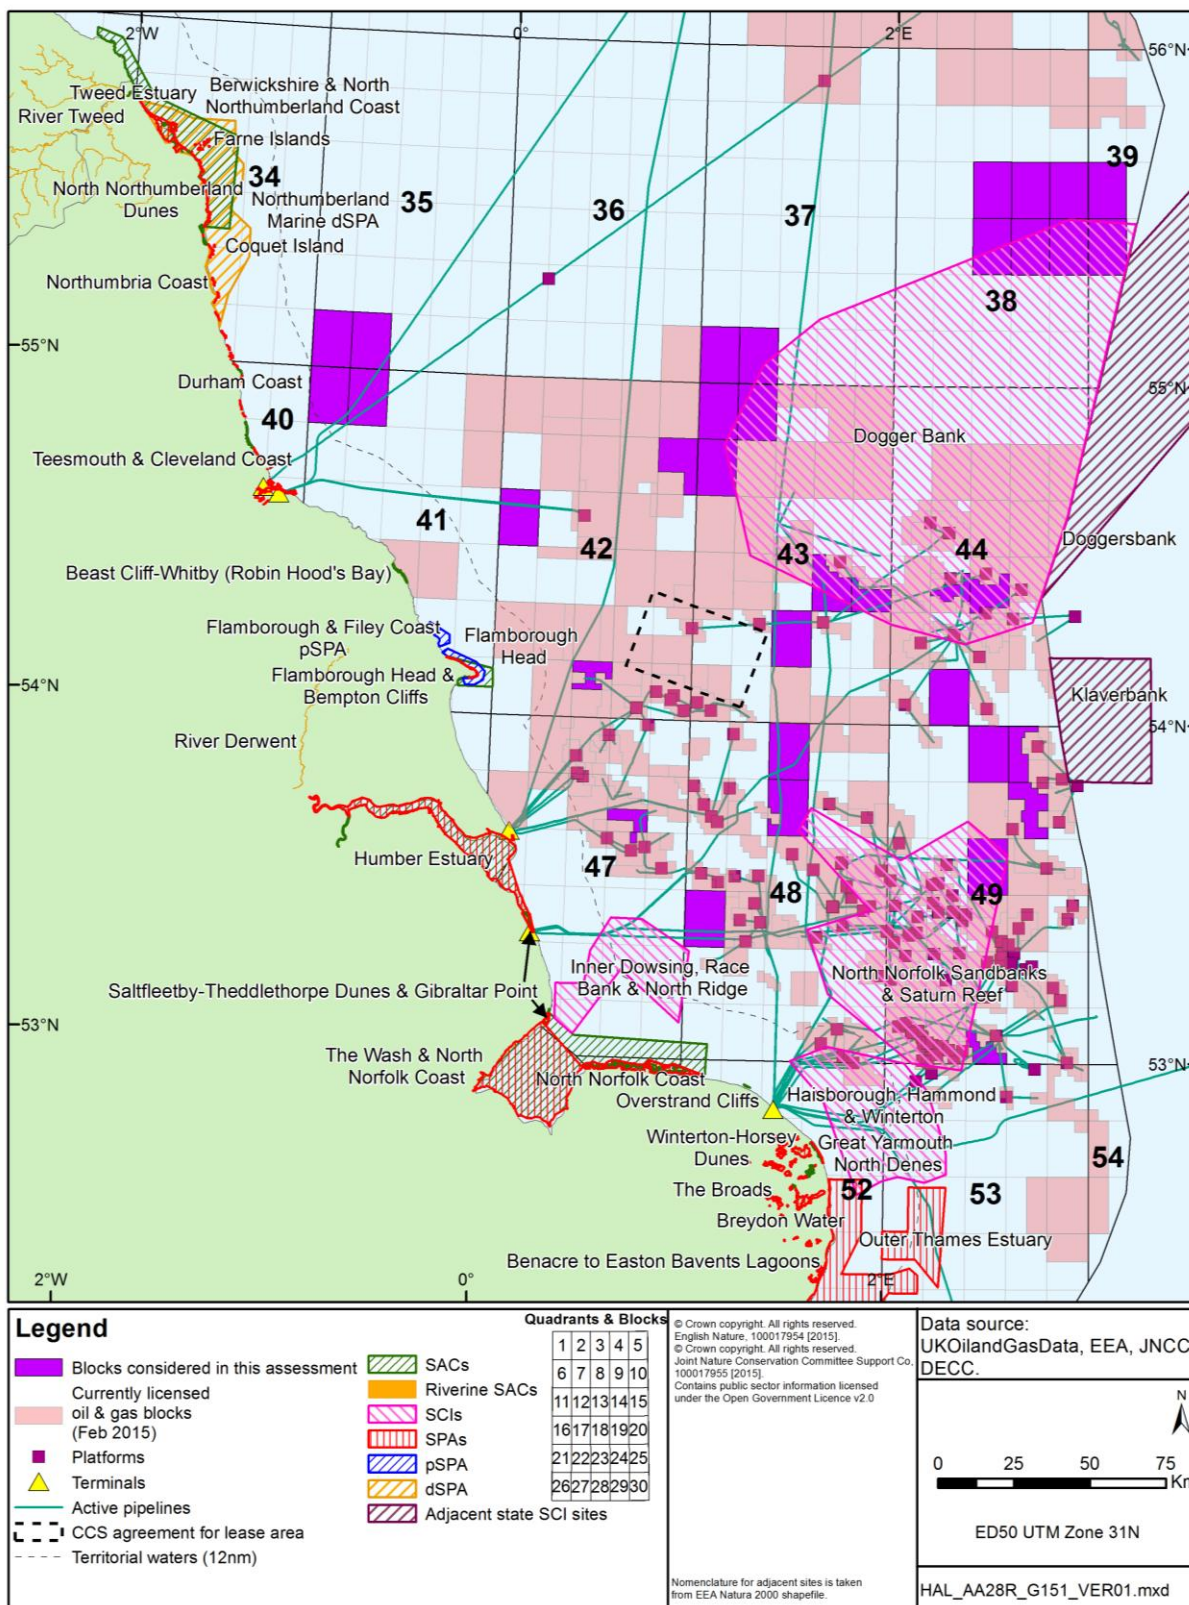 2°W
0°
2°E
56°N
Tweed Estuary
Berwickshire & North
Northumberland Coast
River Tweed
Farne Islands
39
34
35
36
37
North Northumberland
Dunes
Northumberland
Marine dSPA
Coquet Island
Northumbria Coast
38
55°N
55°N
Durham Coast
40
Dogger Bank
Teesmouth & Cleveland Coast
41
42
43
44
Doggersbank
Beast Cliff-Whitby (Robin Hood's Bay)
Flamborough & Filey Coast
pSPA
Flamborough
Head
Flamborough Head &
Bempton Cliffs
54°N
Klaverbank
54°N
River Derwent
Humber Estuary
47
48
49
Inner Dowsing, Race
Bank & North Ridge
North Norfolk Sandbanks
& Saturn Reef
Saltfleetby-Theddlethorpe Dunes & Gibraltar Point
53°N
The Wash & North
Norfolk Coast
53°N
North Norfolk Coast
Overstrand Cliffs
Haisborough, Hammond
& Winterton
Winterton-Horsey
Dunes
Great Yarmouth
North Denes
54
The Broads
52
53
Breydon Water
Outer Thames Estuary
Benacre to Easton Bavents Lagoons
2°W
0°
2°E
Legend
Blocks considered in this assessment
Currently licensed
oil & gas blocks
(Feb 2015)
Platforms
Terminals
Active pipelines
CCS agreement for lease area
Territorial waters (12nm)
SACs
Riverine SACs
SCIs
SPAs
pSPA
dSPA
Adjacent state SCI sites
Quadrants & Blocks
1 2 3 4 5
6 7 8 9 10
11 12 13 14 15
16 17 18 19 20
21 22 23 24 25
26 27 28 29 30
© Crown copyright. All rights reserved.
English Nature, 100017954 [2015].
© Crown copyright. All rights reserved.
Joint Nature Conservation Committee Support Co,
100017955 [2015].
Contains public sector information licensed
under the Open Government Licence v2.0
Nomenclature for adjacent sites is taken
from EEA Natura 2000 shapefile.
Data source:
UKOilandGasData, EEA, JNCC,
DECC.
N
0 25 50 75
Km
ED50 UTM Zone 31N
HAL_AA28R_G151_VER01.mxd